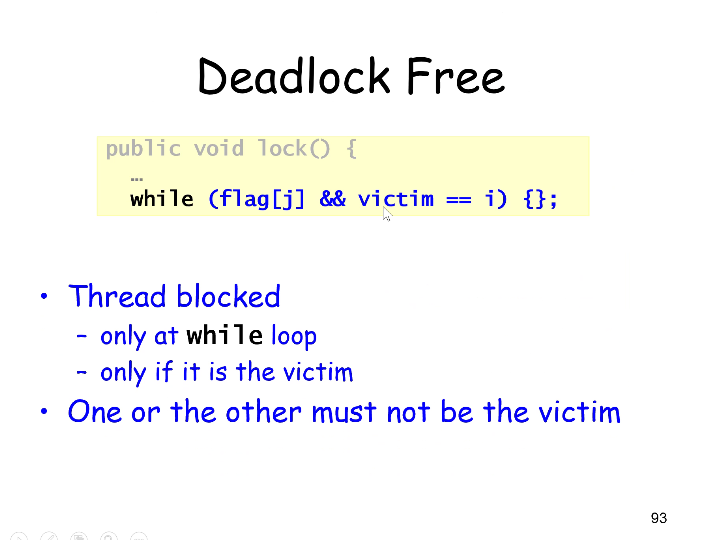 Deadlock Free
public void lock() {
…
while (flag[j] && victim == i) {};
• Thread blocked
– only at while loop
– only if it is the victim
• One or the other must not be the victim
93